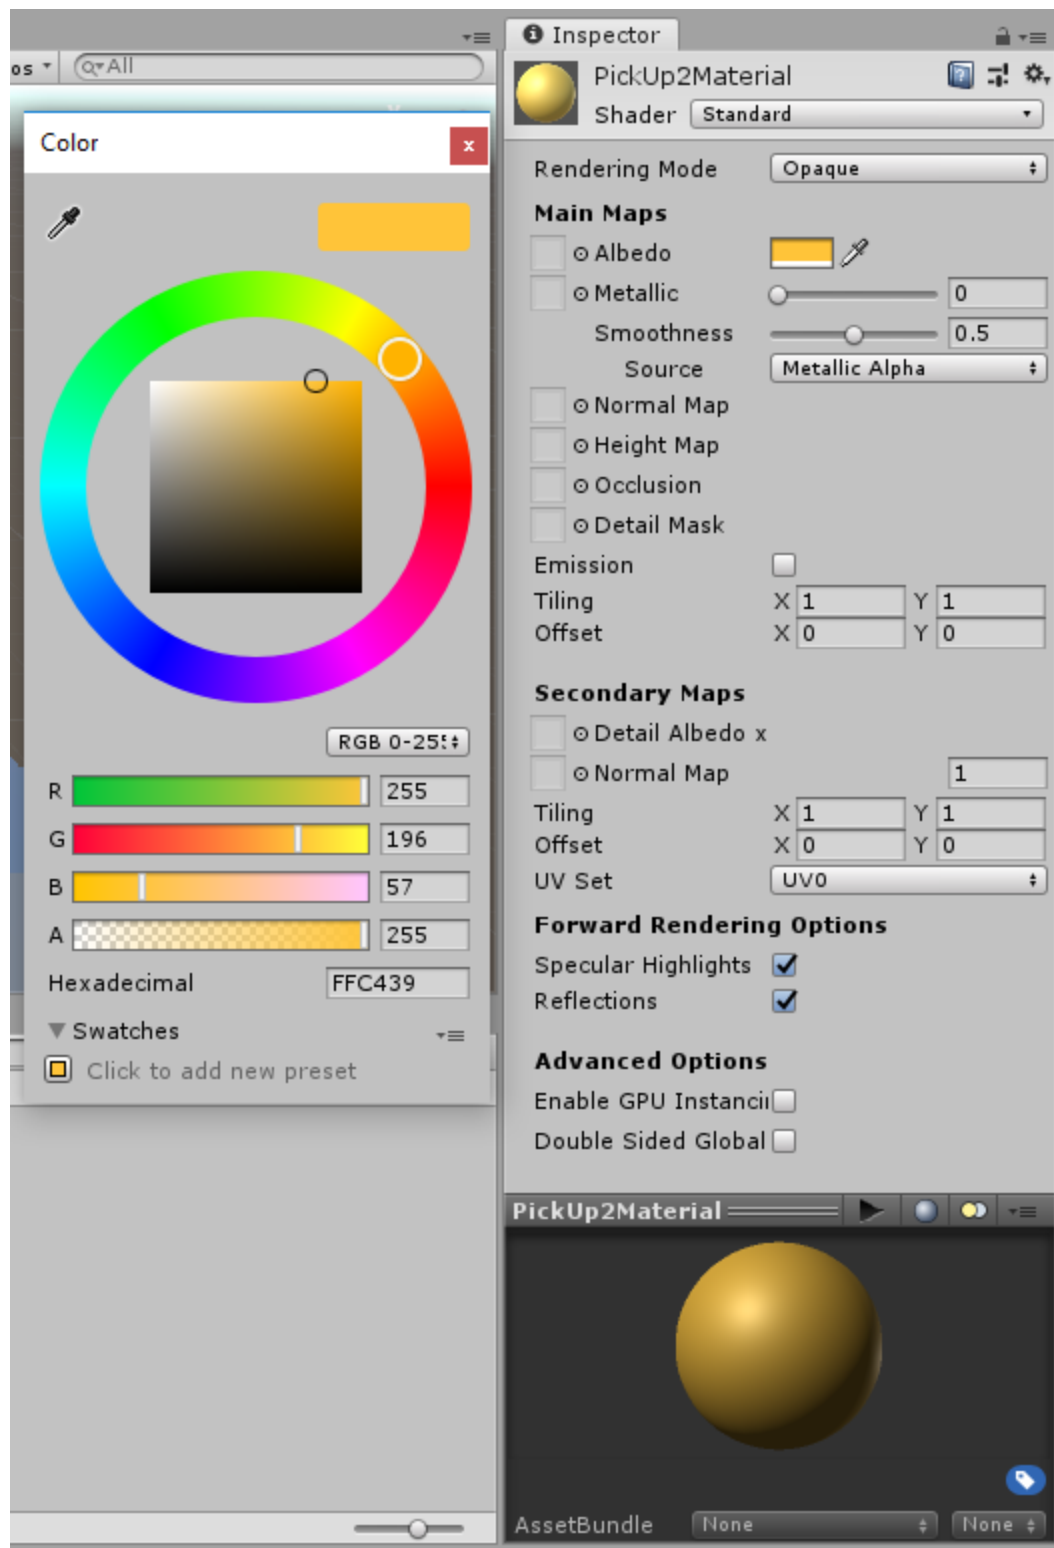 os
All
Color
x
RGB 0-25
R 255
G 196
B 57
A 255
Hexadecimal FFC439
Swatches
Click to add new preset
Inspector
PickUp2Material
Shader Standard
Rendering Mode Opaque
Main Maps
Albedo
Metallic 0
Smoothness 0.5
Source Metallic Alpha
Normal Map
Height Map
Occlusion
Detail Mask
Emission
Tiling X 1 Y 1
Offset X 0 Y 0
Secondary Maps
Detail Albedo x
Normal Map 1
Tiling X 1 Y 1
Offset X 0 Y 0
UV Set UV0
Forward Rendering Options
Specular Highlights
Reflections
Advanced Options
Enable GPU Instancin
Double Sided Global
PickUp2Material
AssetBundle None None